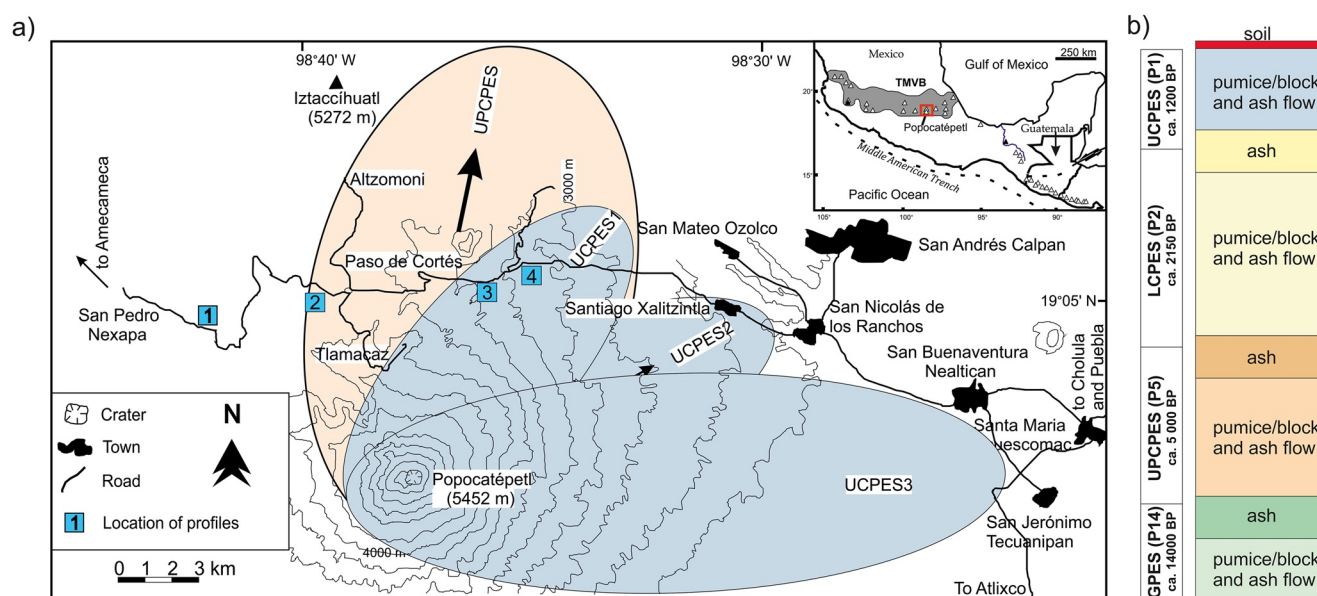 a)
98°40' W
98°30' W
Iztaccíhuatl
(5272 m)
UPCPES
to Amecameca
Altzomoni
3000 m
UCPES1
San Mateo Ozolco
San Andrés Calpan
Paso de Cortés
1
2
3
4
San Pedro
Nexapa
Santiago Xalitzintla
San Nicolás de
los Ranchos
19°05' N
Tlamacaz
UCPES2
San Buenaventura
Nealtican
to Cholula
and Puebla
Santa Maria
uescomac
Popocatépetl
(5452 m)
UCPES3
San Jerónimo
Tecuanipan
4000 m
To Atlixco
Crater
N
Town
Road
1 Location of profiles
0 1 2 3 km
250 km
Mexico
Gulf of Mexico
TMVB
20°
Popocatépetl
Guatemala
Middle American Trench
15°
Pacific Ocean
105°
100°
95°
90°
b)
soil
UCPES (P1)
ca. 1200 BP
pumice/block
and ash flow
ash
LCPES (P2)
ca. 2150 BP
pumice/block
and ash flow
ash
UPCPES (P5)
ca. 5 000 BP
pumice/block
and ash flow
ash
GPES (P14)
ca. 14000 BP
pumice/block
and ash flow